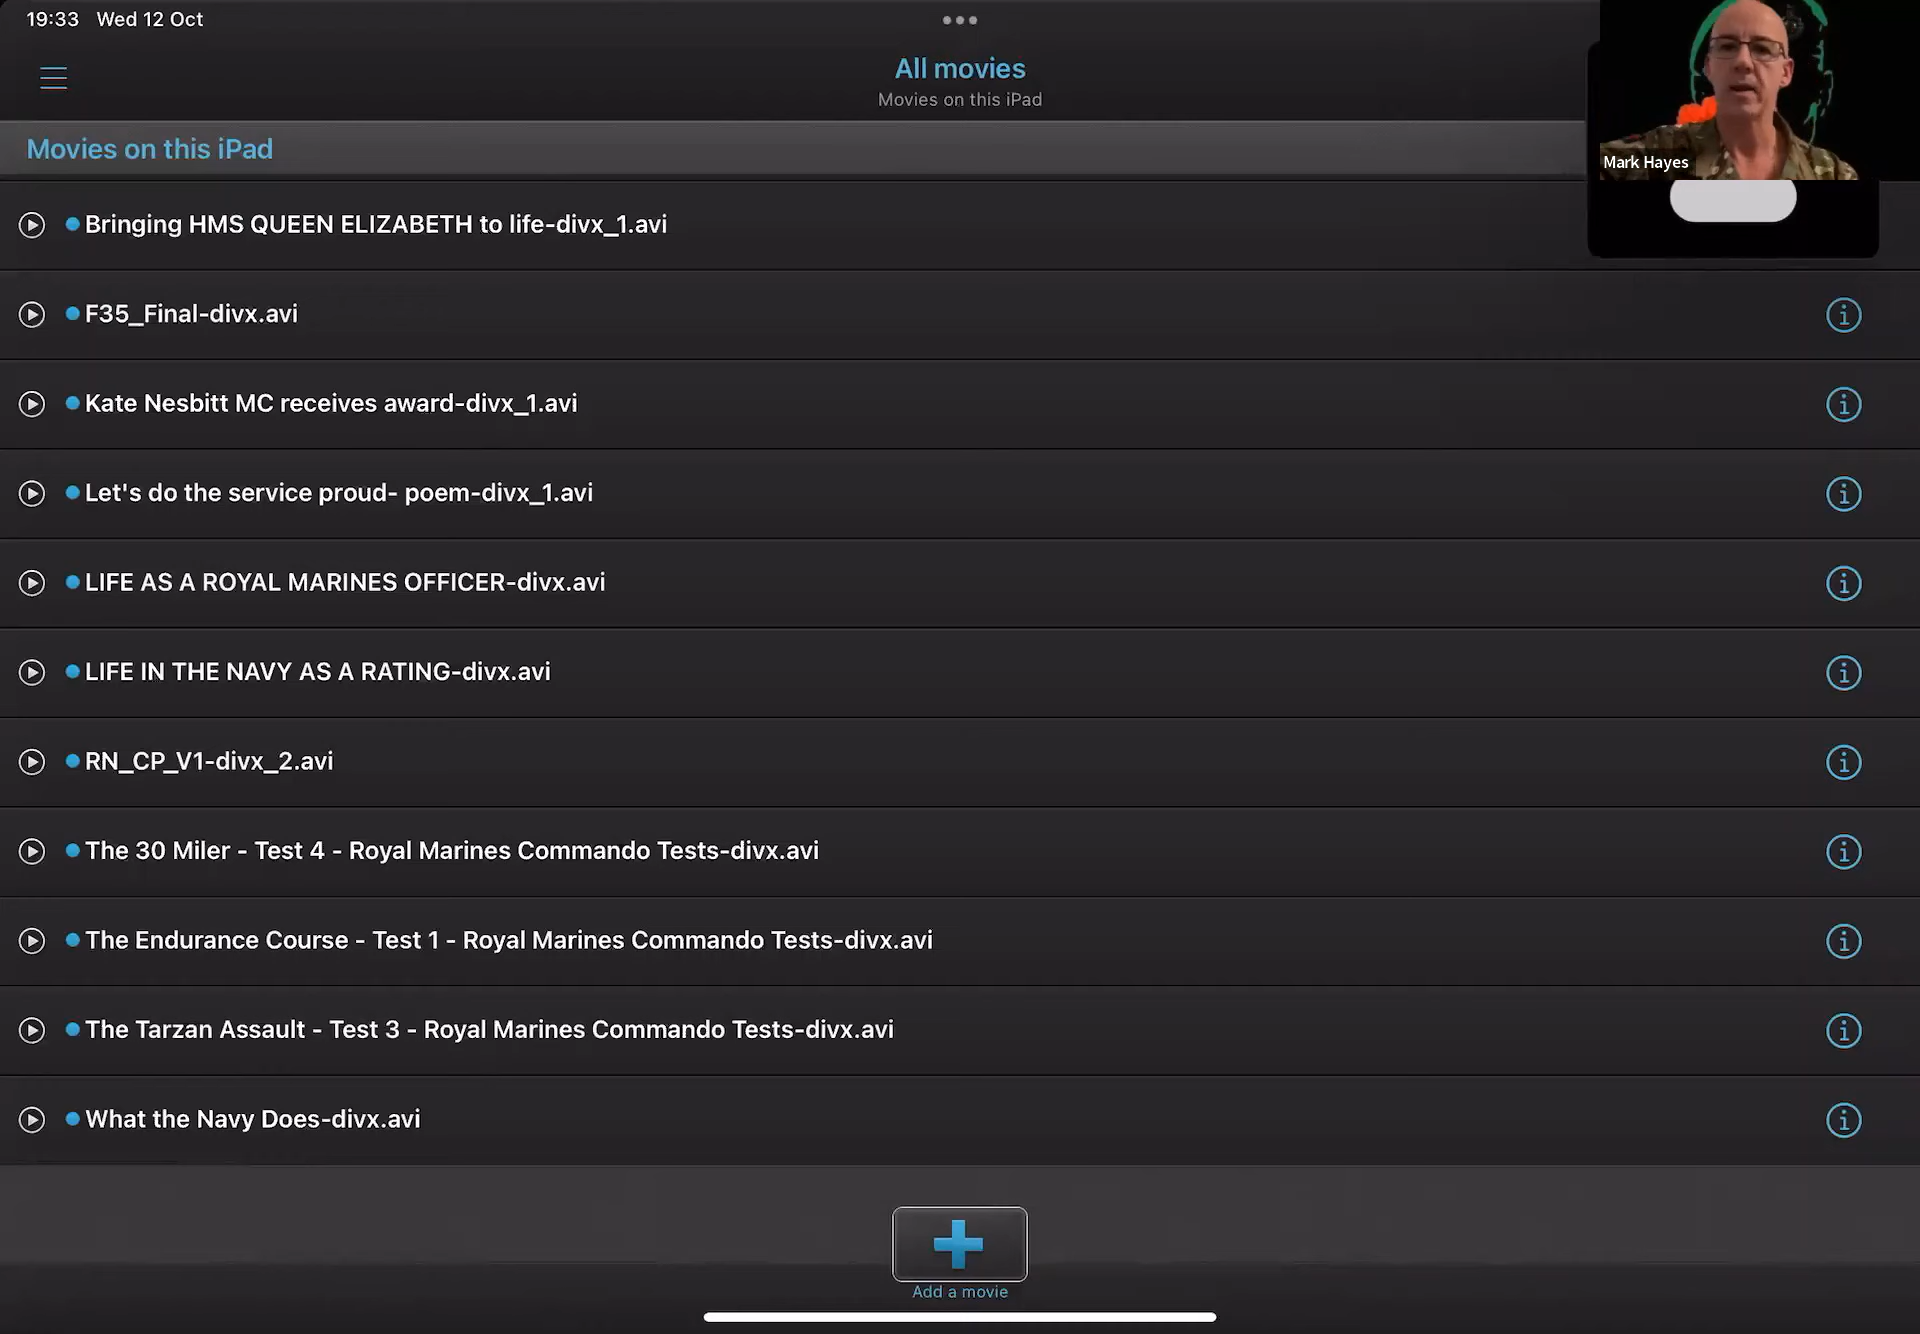 19:33 Wed 12 Oct
All movies
Movies on this iPad
Mark Hayes
Movies on this iPad
Bringing HMS QUEEN ELIZABETH to life-divx_1.avi
F35_Final-divx.avi
Kate Nesbitt MC receives award-divx_1.avi
Let's do the service proud- poem-divx_1.avi
LIFE AS A ROYAL MARINES OFFICER-divx.avi
LIFE IN THE NAVY AS A RATING-divx.avi
RN_CP_V1-divx_2.avi
The 30 Miler - Test 4 - Royal Marines Commando Tests-divx.avi
The Endurance Course - Test 1 - Royal Marines Commando Tests-divx.avi
The Tarzan Assault - Test 3 - Royal Marines Commando Tests-divx.avi
What the Navy Does-divx.avi
Add a movie